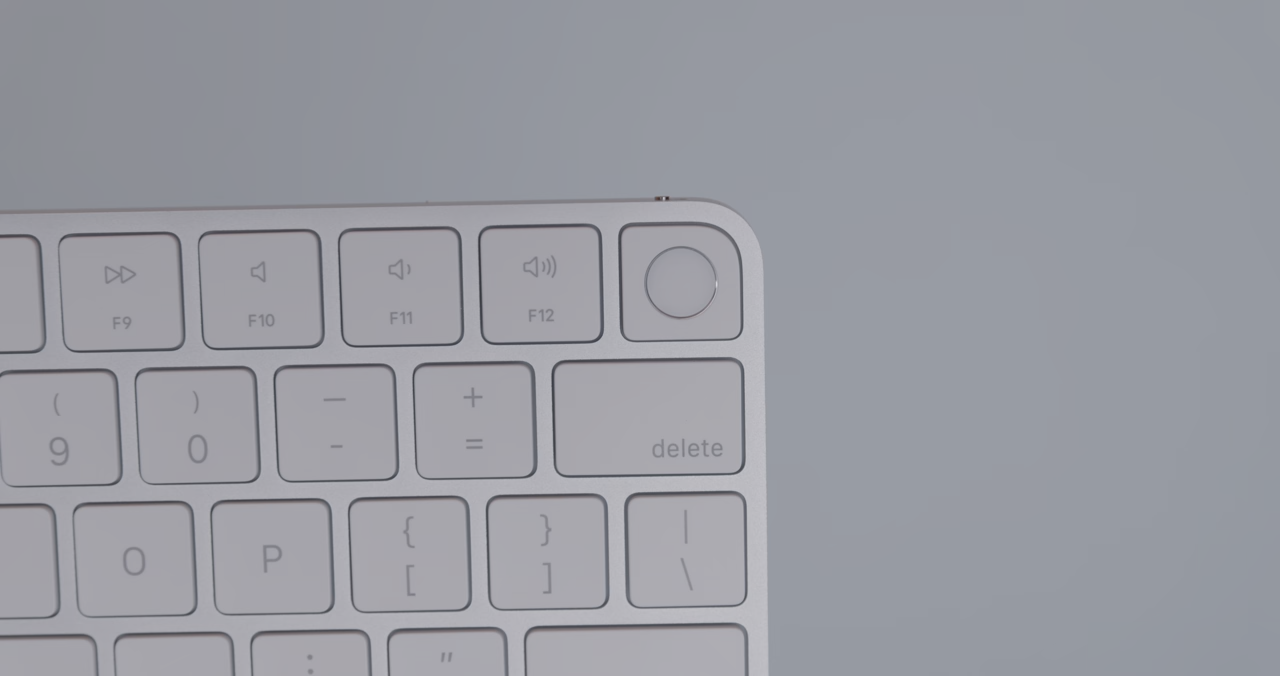 F9 F10 F11 F12
( ) — +
9 0 - = delete
{ } |
O P [ ] \
: "